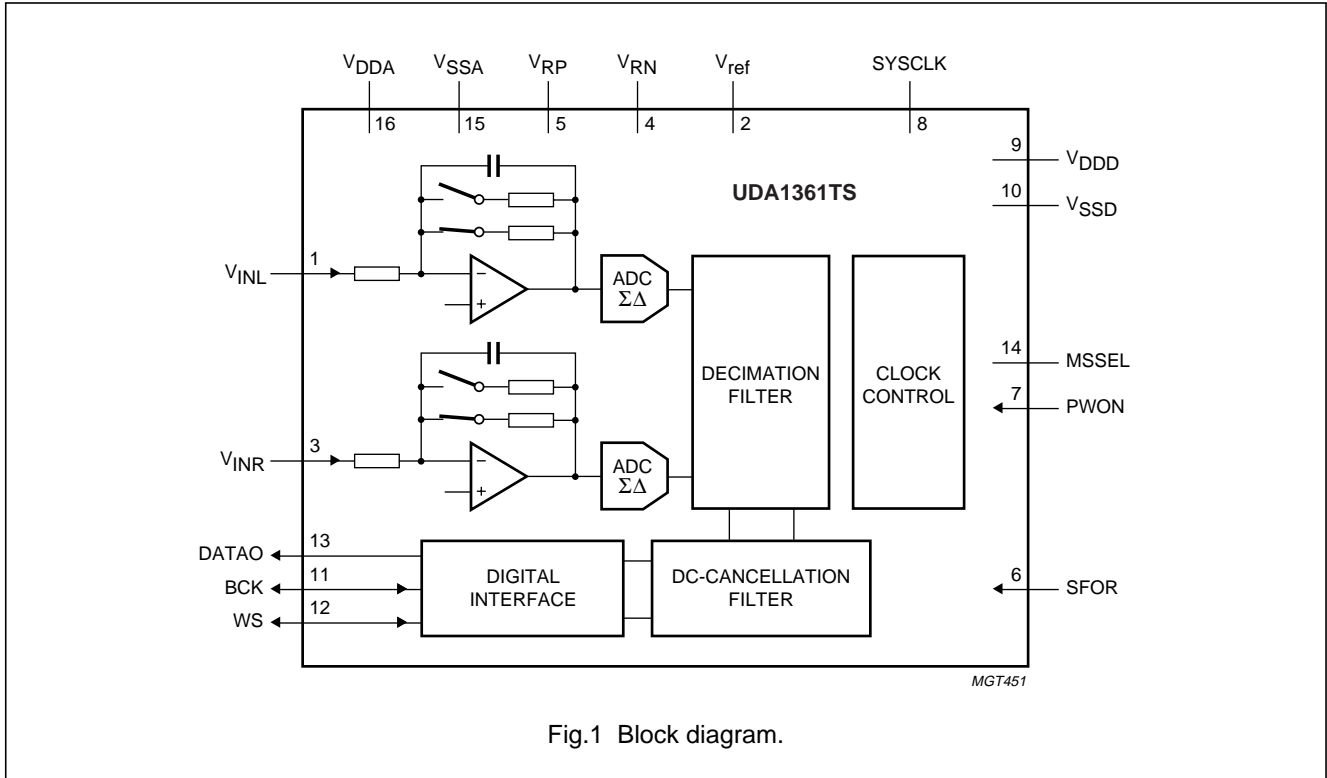 VDDA VSSA VRP VRN Vref SYSCLK
16 15 5 4 2 8
9 VDDD
UDA1361TS
10 VSSD
VINL 1
−
+
ADC
ΣΔ
14 MSSEL
DECIMATION
FILTER
CLOCK
CONTROL
7 PWON
VINR 3
−
+
ADC
ΣΔ
DATAO 13
BCK 11
WS 12
DIGITAL
INTERFACE
DC-CANCELLATION
FILTER
6 SFOR
MGT451
Fig.1 Block diagram.